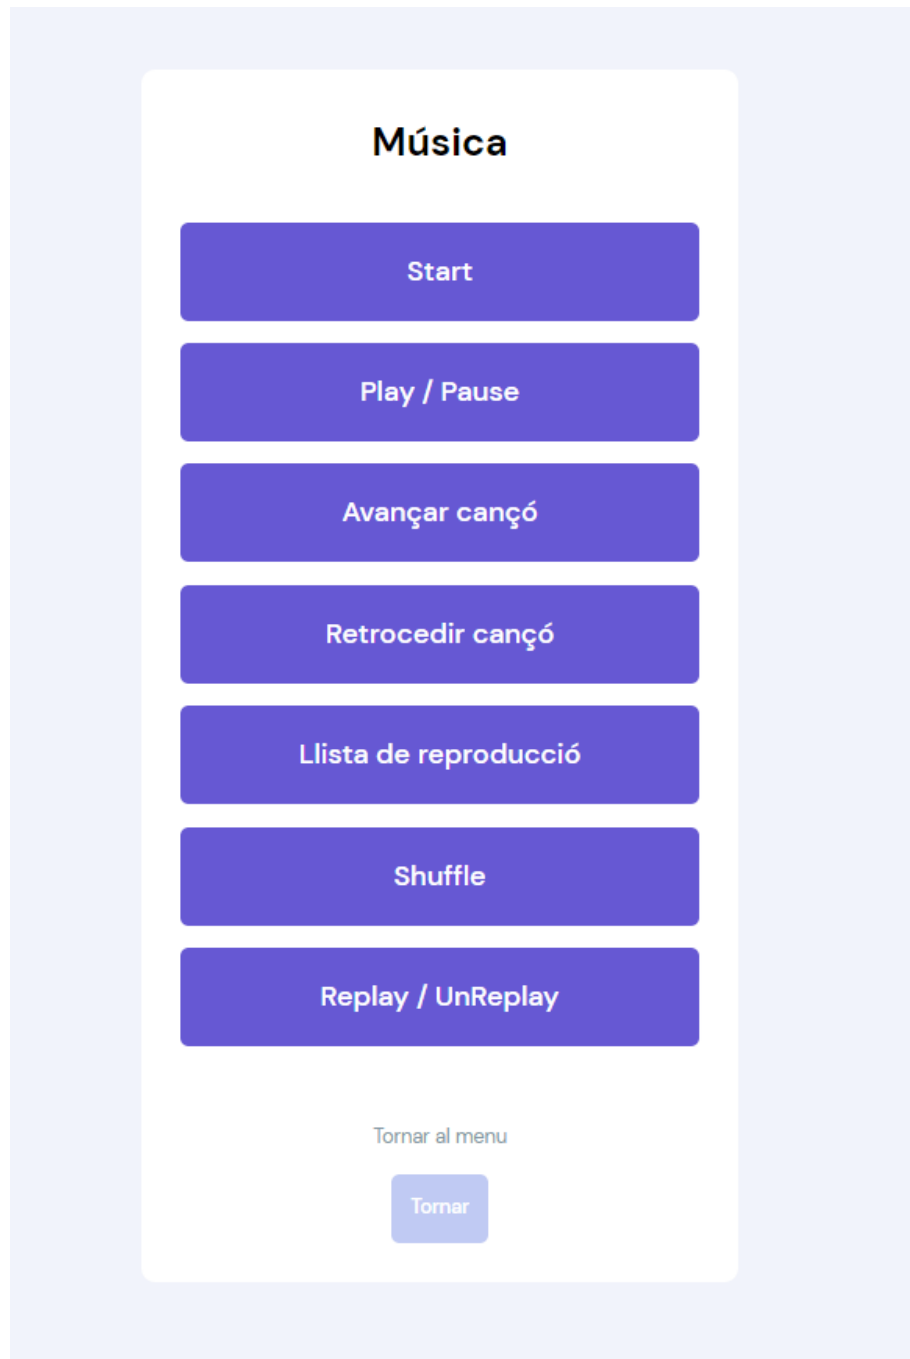 Música
Start
Play / Pause
Avançar cançó
Retrocedir cançó
Llista de reproducció
Shuffle
Replay / UnReplay
Tornar al menu
Tornar